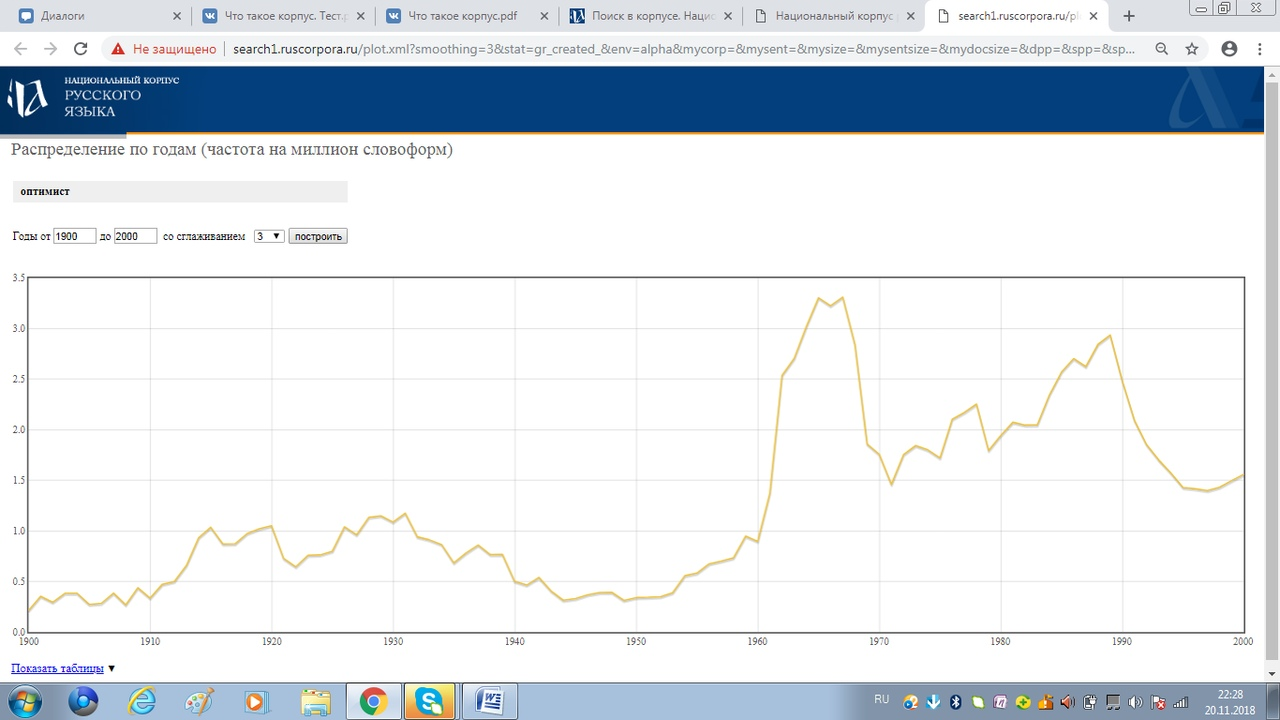 Диалоги
Что такое корпус. Тест.
Что такое корпус.pdf
Поиск в корпусе. Наци
Национальный корпус
search1.ruscorpora.ru/pl
Не защищено
search1.ruscorpora.ru/plot.xml?smoothing=3&stat=gr_created_&env=alpha&mycorp=&mysent=&mysize=&mysentsize=&mydocsize=&dpp=&spp=&sp...
НАЦИОНАЛЬНЫЙ КОРПУС
РУССКОГО
ЯЗЫКА
Распределение по годам (частота на миллион словоформ)
оптимист
Годы от 1900 до 2000 со сглаживанием 3 построить
3.5
3.0
2.5
2.0
1.5
1.0
0.5
0.0
1900 1910 1920 1930 1940 1950 1960 1970 1980 1990 2000
Показать таблицы
RU
22:28
20.11.2018